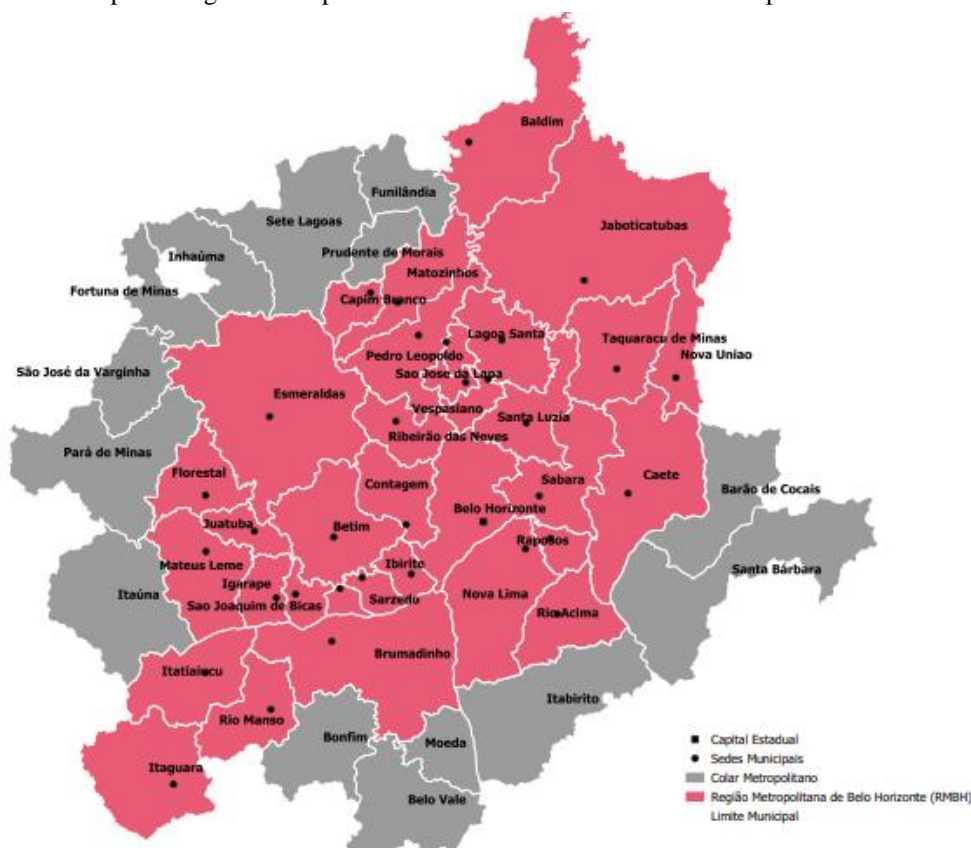 Baldim
Funilândia
Sete Lagoas
Jaboticatubas
Prudente de Morais
Inhaúma
Matozinhos
Fortuna de Minas
Capim Branco
Lagoa Santa
Taquaracu de Minas
Pedro Leopoldo
Nova Uniao
São José da Varginha
Sao Jose da Lapa
Esmeraldas
Vespasiano
Santa Luzia
Ribeirão das Neves
Pará de Minas
Florestal
Contagem
Sabara
Caete
Barão de Cocais
Belo Horizonte
Juatuba
Betim
Raposos
Mateus Leme
Ibirite
Santa Bárbara
Igarape
Itaúna
Nova Lima
Sarzedo
Sao Joaquim de Bicas
Rio Acima
Brumadinho
Itatiaiucu
Itabirito
Rio Manso
Bonfim
Moeda
Capital Estadual
Sedes Municipais
Itaguara
Colar Metropolitano
Belo Vale
Região Metropolitana de Belo Horizonte (RMBH)
Limite Municipal